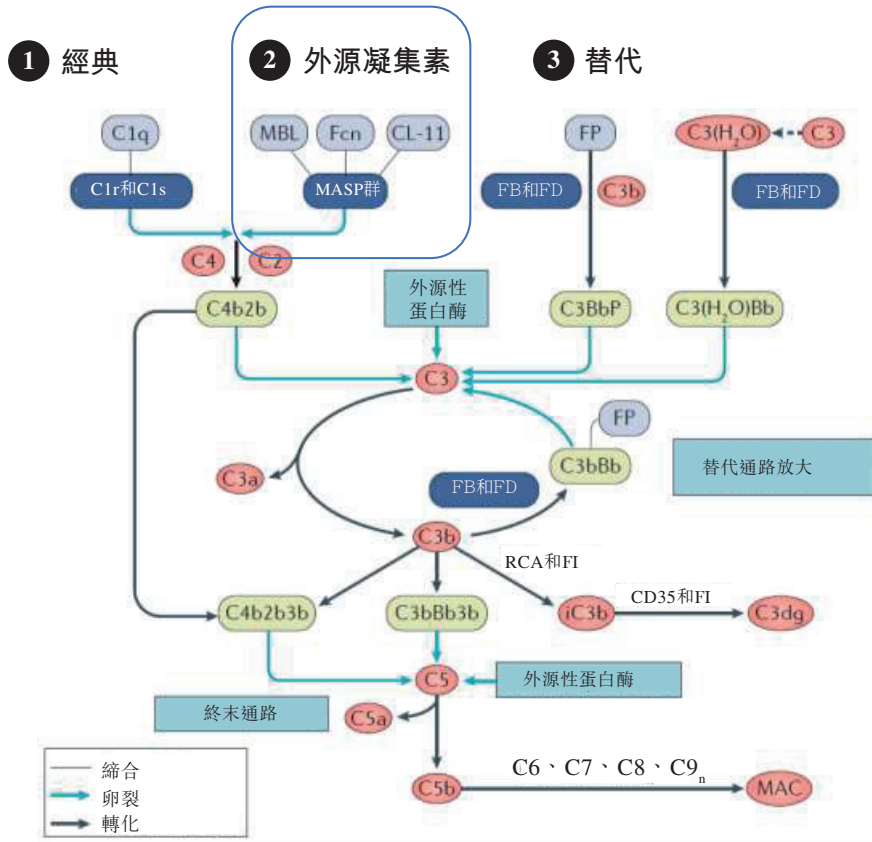 1 經典
2 外源凝集素
3 替代
C1q
MBL
Fcn
CL-11
FP
C3(H₂O)
C3
C1r和C1s
MASP群
FB和FD
C3b
FB和FD
C4
C2
外源性
蛋白酶
C4b2b
C3BbP
C3(H₂O)Bb
C3
FP
C3bBb
替代通路放大
C3a
FB和FD
C3b
RCA和FI
CD35和FI
C4b2b3b
C3bBb3b
iC3b
C3dg
C5
外源性蛋白酶
終末通路
C5a
締合
卵裂
轉化
C5b
C6、C7、C8、C9ₙ
MAC